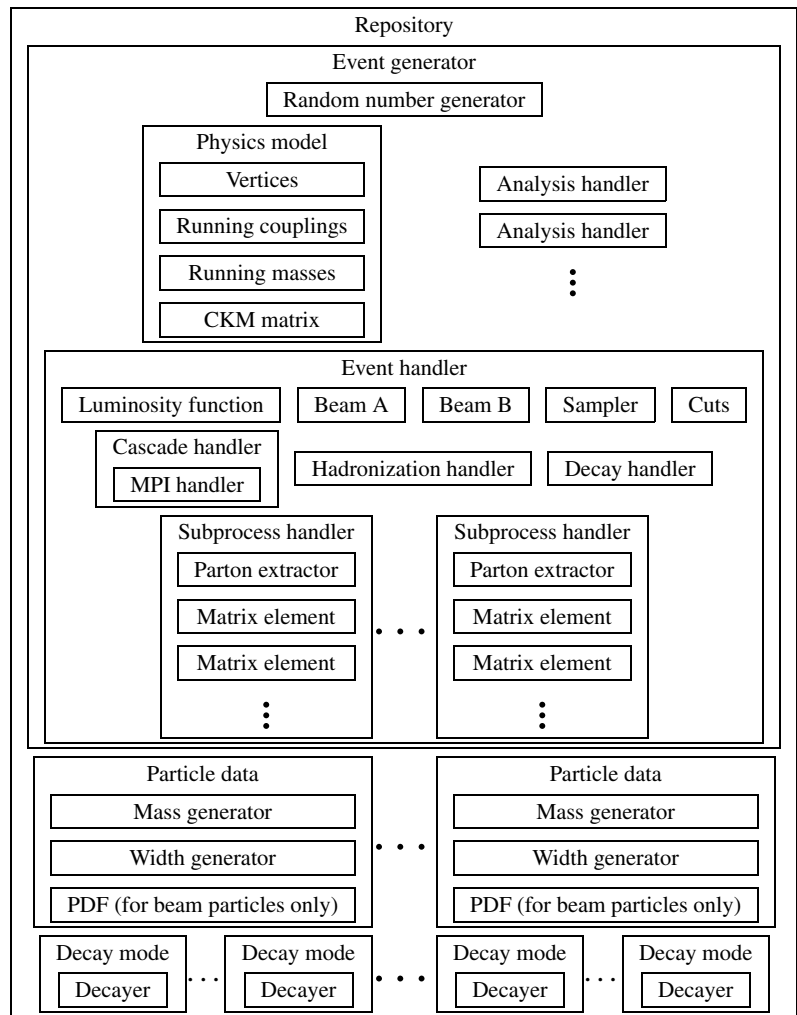 Repository
Event generator
Random number generator
Physics model
Vertices
Running couplings
Running masses
CKM matrix
Analysis handler
Analysis handler
Event handler
Luminosity function
Beam A
Beam B
Sampler
Cuts
Cascade handler
MPI handler
Hadronization handler
Decay handler
Subprocess handler
Parton extractor
Matrix element
Matrix element
. . .
Subprocess handler
Parton extractor
Matrix element
Matrix element
Particle data
Mass generator
Width generator
PDF (for beam particles only)
. . .
Particle data
Mass generator
Width generator
PDF (for beam particles only)
Decay mode
Decayer
. . .
Decay mode
Decayer
. . .
Decay mode
Decayer
. . .
Decay mode
Decayer